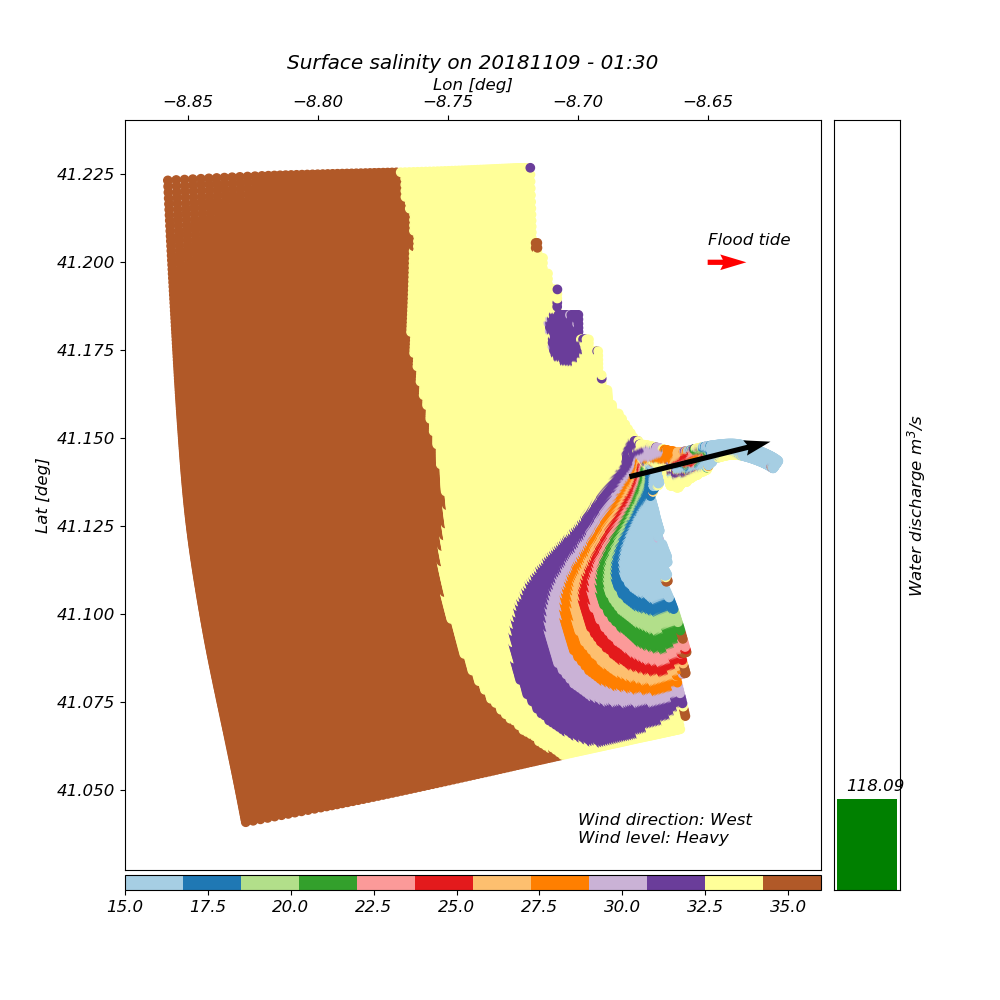 Surface salinity on 20181109 - 01:30
Lon [deg]
−8.85 −8.80 −8.75 −8.70 −8.65
41.225
41.200
41.175
41.150
41.125
41.100
41.075
41.050
Lat [deg]
Flood tide
Wind direction: West
Wind level: Heavy
15.0 17.5 20.0 22.5 25.0 27.5 30.0 32.5 35.0
118.09
Water discharge m³/s